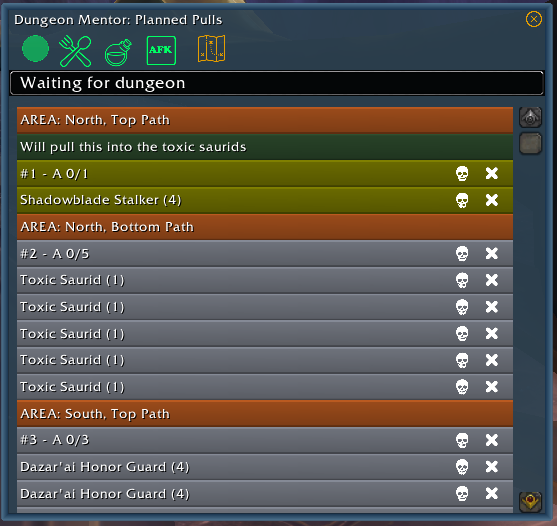 Dungeon Mentor: Planned Pulls
AFK
Waiting for dungeon
AREA: North, Top Path
Will pull this into the toxic saurids
#1 - A 0/1
Shadowblade Stalker (4)
AREA: North, Bottom Path
#2 - A 0/5
Toxic Saurid (1)
Toxic Saurid (1)
Toxic Saurid (1)
Toxic Saurid (1)
Toxic Saurid (1)
AREA: South, Top Path
#3 - A 0/3
Dazar'ai Honor Guard (4)
Dazar'ai Honor Guard (4)